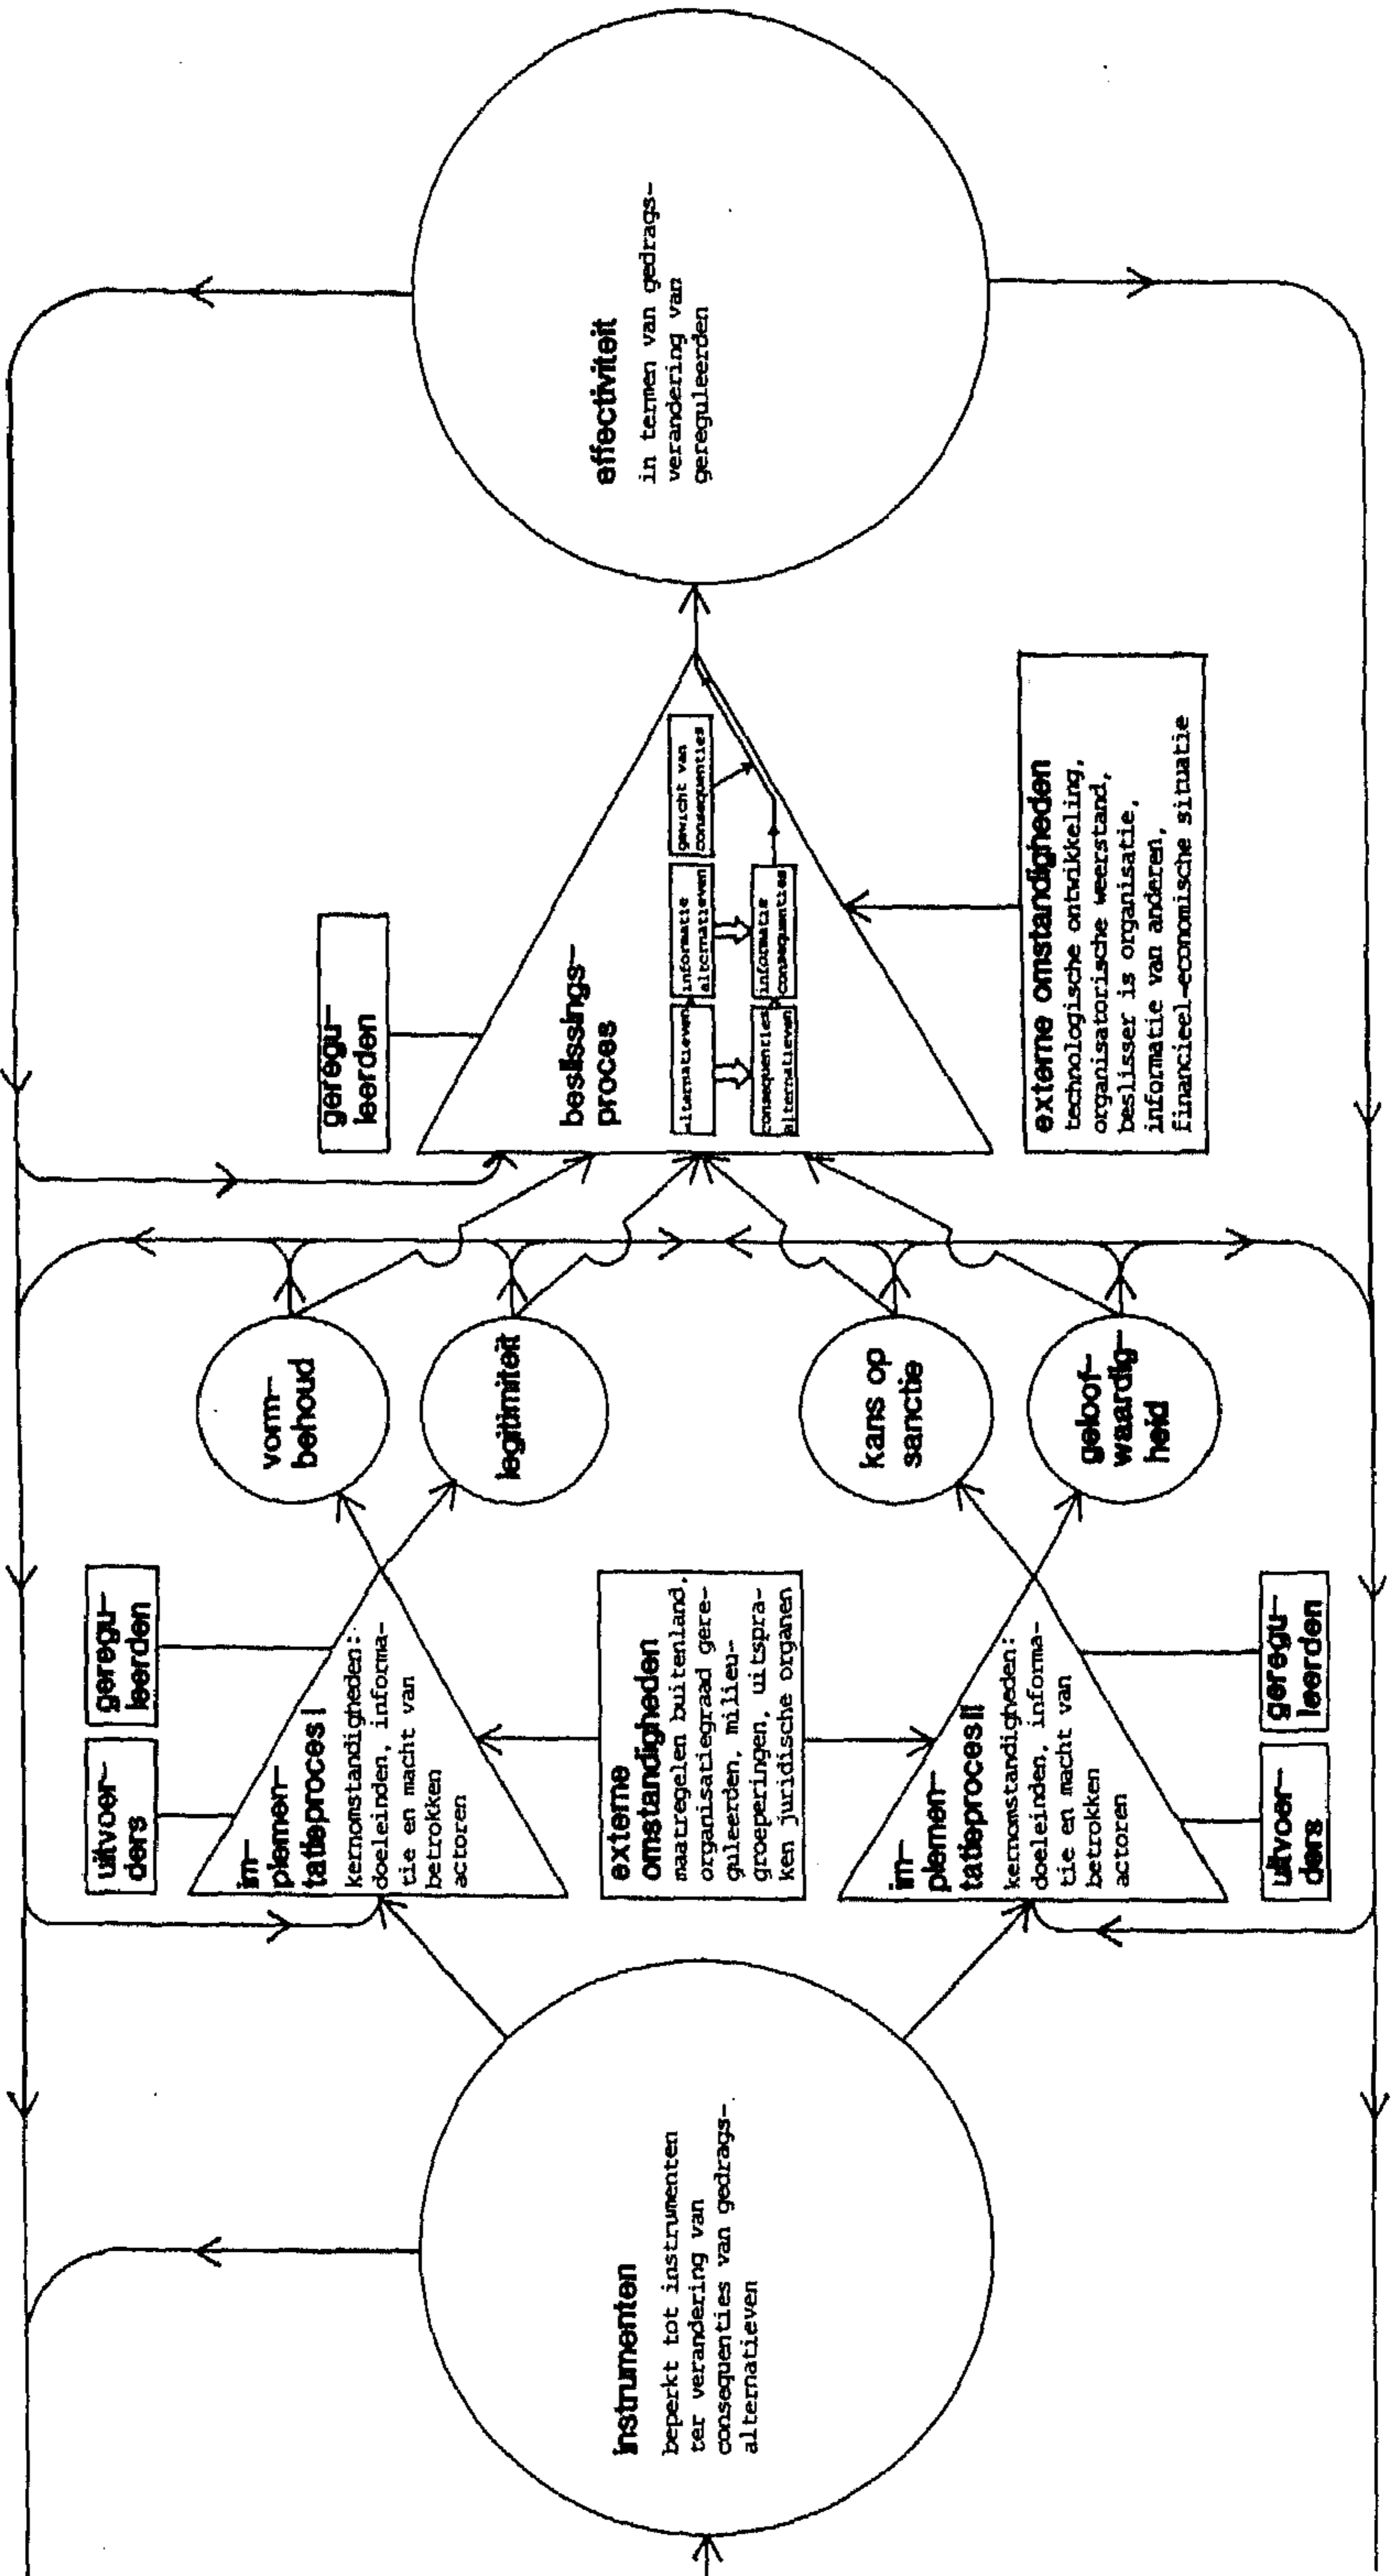 instrumenten
beperkt tot instrumenten
ter verandering van
consequenties van gedrags-
alternatieven
uitvoer-
ders
geregu-
leerden
im-
plemen-
tatieproces I
kernomstandigheden:
doeleinden, informa-
tie en macht van
betrokken
actoren
externe
omstandigheden
maatregelen buitenland,
organisatiegraad gere-
guleerden, milieu-
groeperingen, uitspra-
ken juridische organen
im-
plemen-
tatieproces II
kernomstandigheden:
doeleinden, informa-
tie en macht van
betrokken
actoren
uitvoer-
ders
geregu-
leerden
vorm-
behoud
legitimiteit
kans op
sanctie
geloof-
waardig-
heid
geregu-
leerden
beslissings-
proces
alternatieven
informatie
alternatieven
gewicht van
consequenties
consequenties
alternatieven
informatie
consequenties
externe omstandigheden
technologische ontwikkeling,
organisatorische weerstand,
beslisser is organisatie,
informatie van anderen,
financieel-economische situatie
effectiviteit
in termen van gedrags-
verandering van
gereguleerden